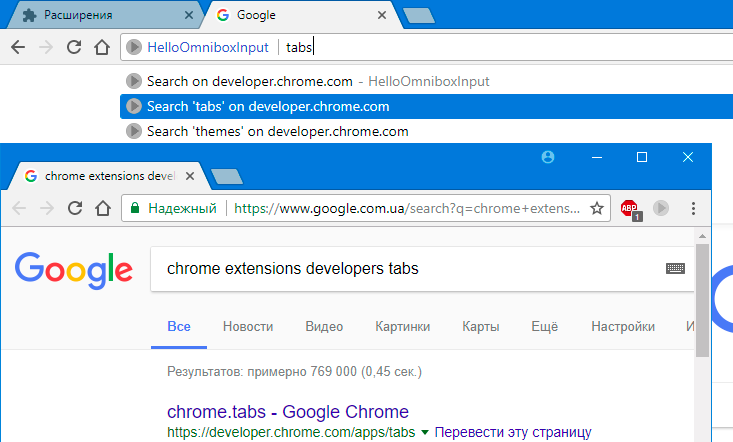 Расширения
Google
HelloOmniboxInput tabs
Search on developer.chrome.com - HelloOmniboxInput
Search 'tabs' on developer.chrome.com
Search 'themes' on developer.chrome.com
chrome extensions deve
Надежный https://www.google.com.ua/search?q=chrome+extens...
ABP
1
Google
chrome extensions developers tabs
Все Новости Видео Картинки Карты Ещё Настройки И
Результатов: примерно 769 000 (0,45 сек.)
chrome.tabs - Google Chrome
https://developer.chrome.com/apps/tabs Перевести эту страницу